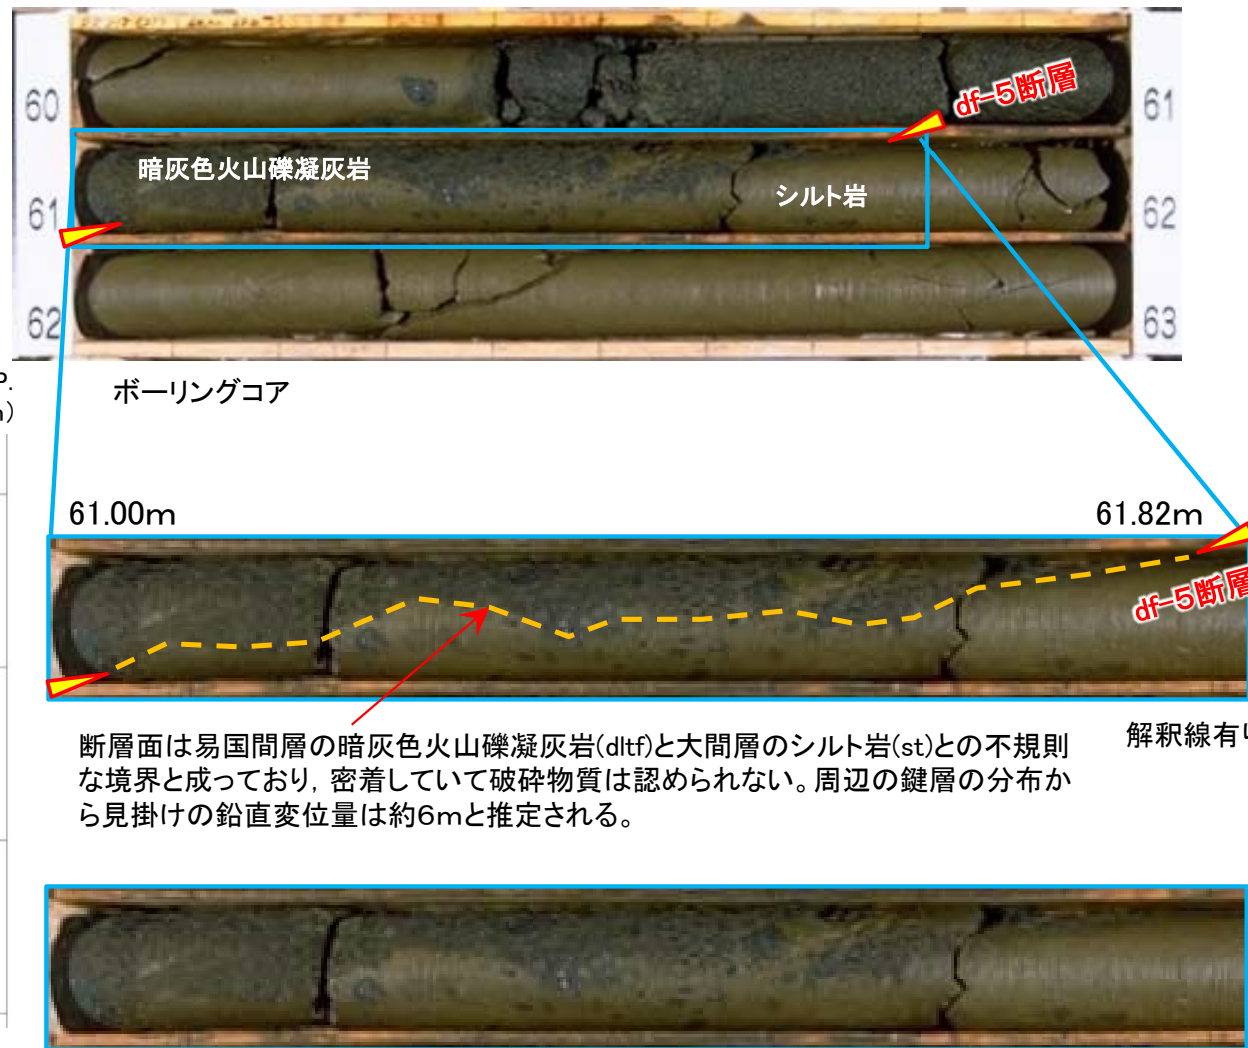 60
61
df-5断層
暗灰色火山礫凝灰岩
シルト岩
61
62
62
63
P.
ボーリングコア
61.00m
61.82m
df-5断層
解釈線有り
断層面は易国間層の暗灰色火山礫凝灰岩(dltf)と大間層のシルト岩(st)との不規則
な境界と成っており，密着していて破砕物質は認められない。周辺の鍵層の分布か
ら見掛けの鉛直変位量は約6mと推定される。